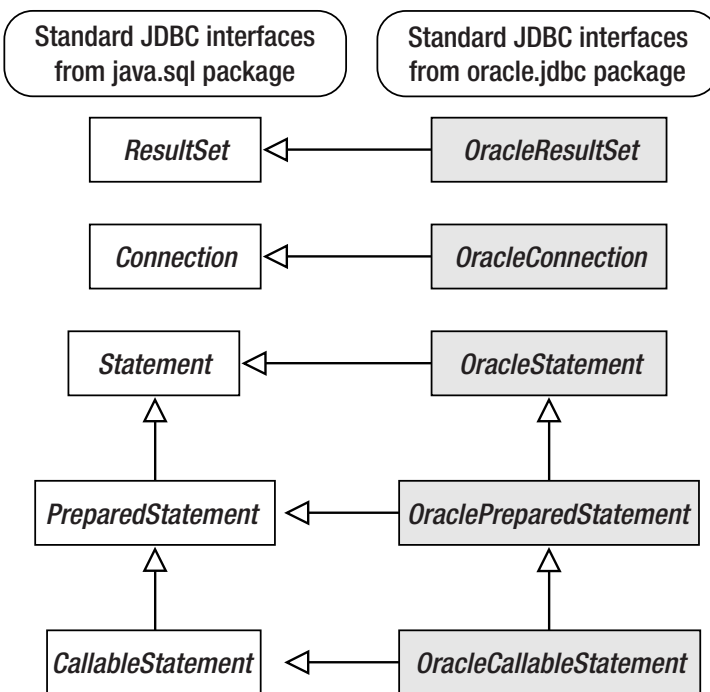 Standard JDBC interfaces
from java.sql package
Standard JDBC interfaces
from oracle.jdbc package
ResultSet
OracleResultSet
Connection
OracleConnection
Statement
OracleStatement
PreparedStatement
OraclePreparedStatement
CallableStatement
OracleCallableStatement